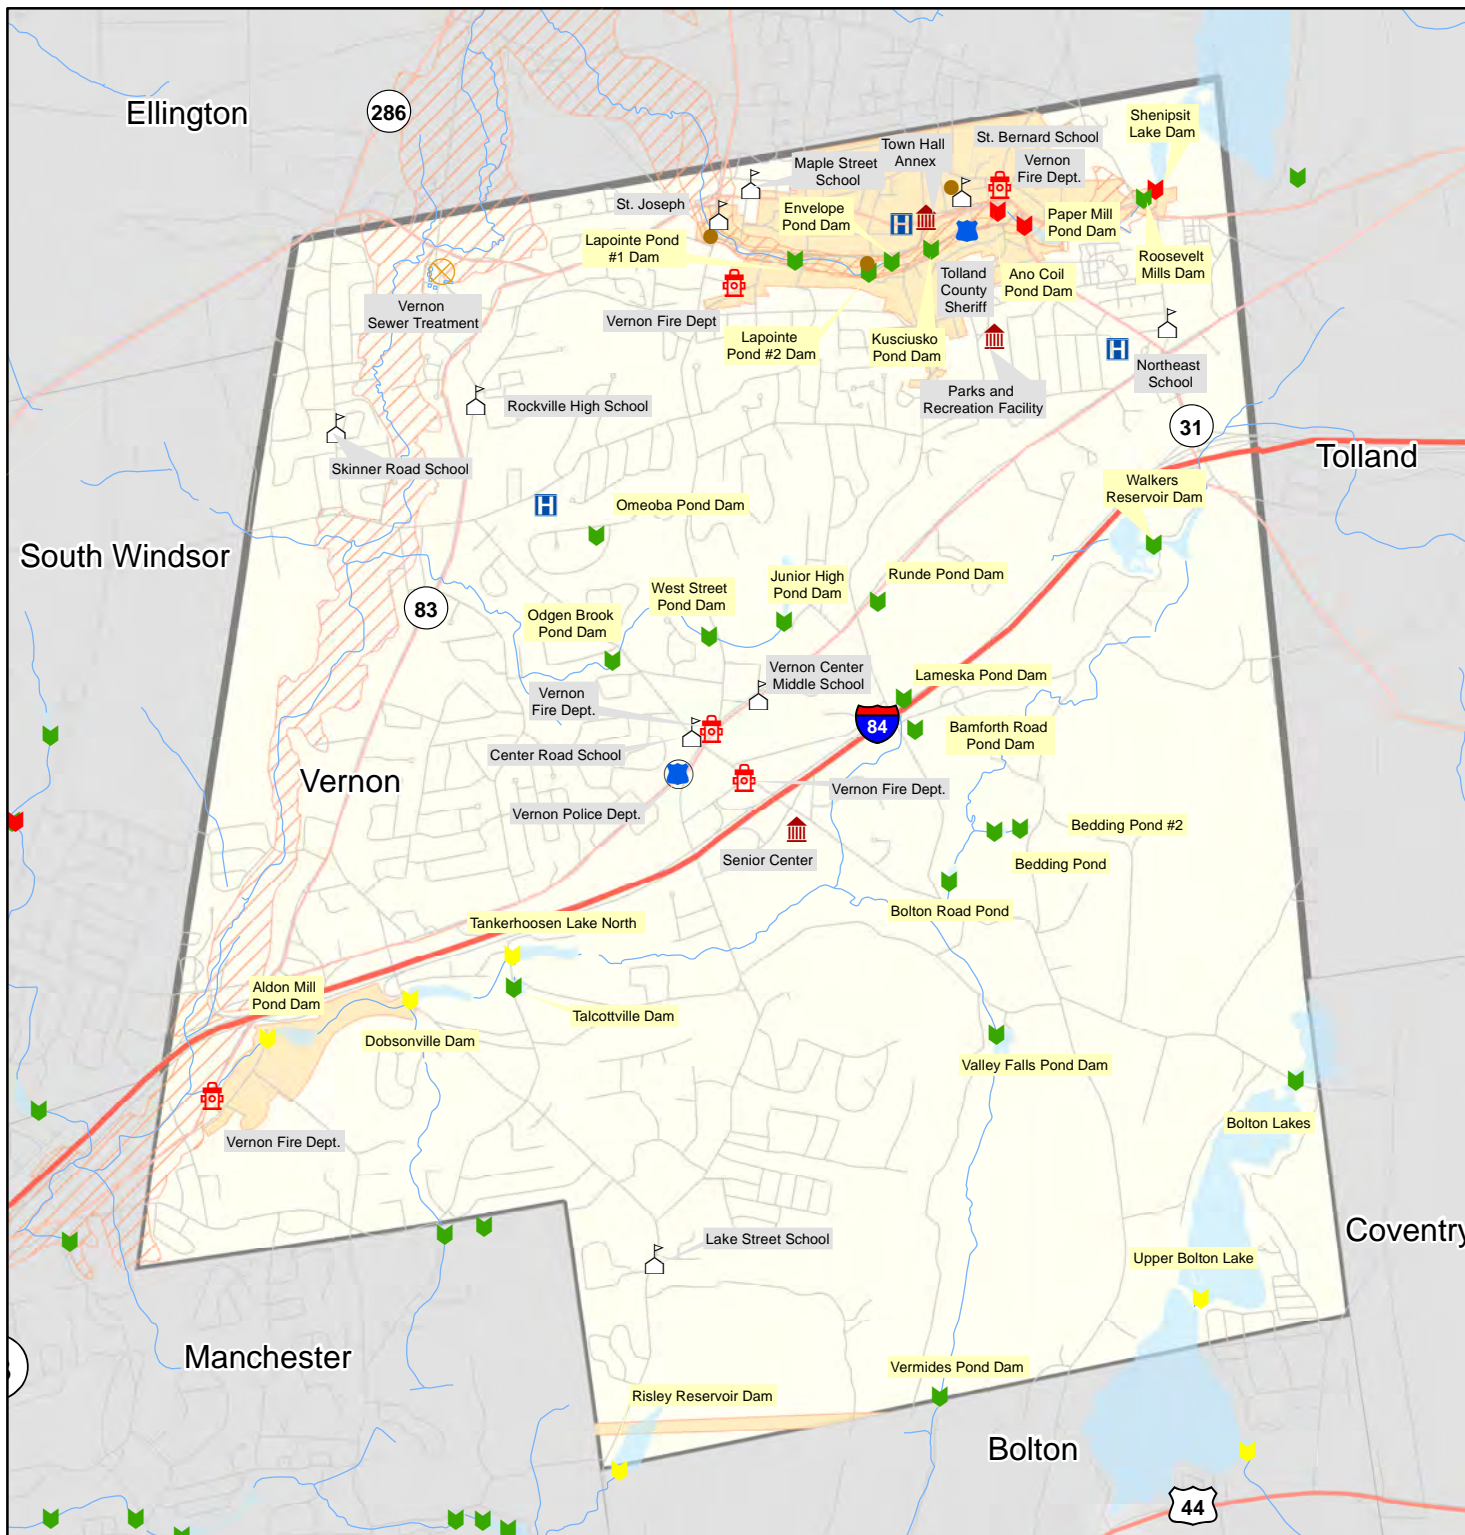 Ellington
286
Shenipsit
Lake Dam
St. Bernard School
Town Hall
Annex
Vernon
Fire Dept.
Maple Street
School
St. Joseph
Envelope
Pond Dam
Paper Mill
Pond Dam
H
Lapointe Pond
#1 Dam
Roosevelt
Mills Dam
Tolland
County
Sheriff
Ano Coil
Pond Dam
Vernon
Sewer Treatment
Vernon Fire Dept
Lapointe
Pond #2 Dam
Kusciusko
Pond Dam
H
Northeast
School
Parks and
Recreation Facility
Rockville High School
31
Skinner Road School
Tolland
Walkers
Reservoir Dam
H
Omeoba Pond Dam
South Windsor
Junior High
Pond Dam
Runde Pond Dam
West Street
Pond Dam
83
Odgen Brook
Pond Dam
Vernon Center
Middle School
Lameska Pond Dam
Vernon
Fire Dept.
84
Bamforth Road
Pond Dam
Center Road School
Vernon
Vernon Fire Dept.
Vernon Police Dept.
Bedding Pond #2
Senior Center
Bedding Pond
Bolton Road Pond
Tankerhoosen Lake North
Aldon Mill
Pond Dam
Talcottville Dam
Dobsonville Dam
Valley Falls Pond Dam
Bolton Lakes
Vernon Fire Dept.
Coventry
Lake Street School
Upper Bolton Lake
Manchester
Vermides Pond Dam
Risley Reservoir Dam
Bolton
44